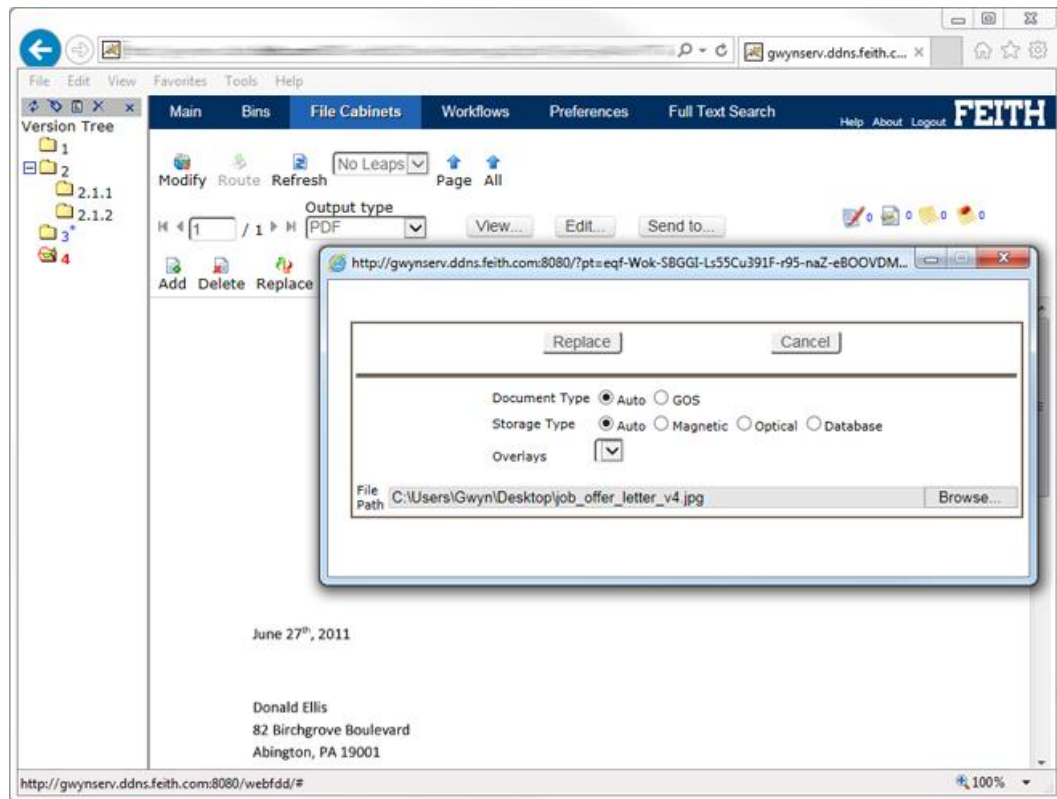 gwynserv.ddns.feith.c... ×
File Edit View Favorites Tools Help
Version Tree
1
2
2.1.1
2.1.2
3*
4
Main Bins File Cabinets Workflows Preferences Full Text Search Help About Logout FEITH
Modify Route Refresh No Leaps Page All
Output type
1 / 1 PDF View... Edit... Send to... 0 0 0 0
Add Delete Replace
http://gwynserv.ddns.feith.com:8080/?pt=eqf-Wok-SBGGI-Ls55Cu391F-r95-naZ-eBOOVDM...
Replace Cancel
Document Type Auto GOS
Storage Type Auto Magnetic Optical Database
Overlays
File Path C:\Users\Gwyn\Desktop\job_offer_letter_v4.jpg Browse...
June 27th, 2011
Donald Ellis
82 Birchgrove Boulevard
Abington, PA 19001
http://gwynserv.ddns.feith.com:8080/webfdd/# 100%